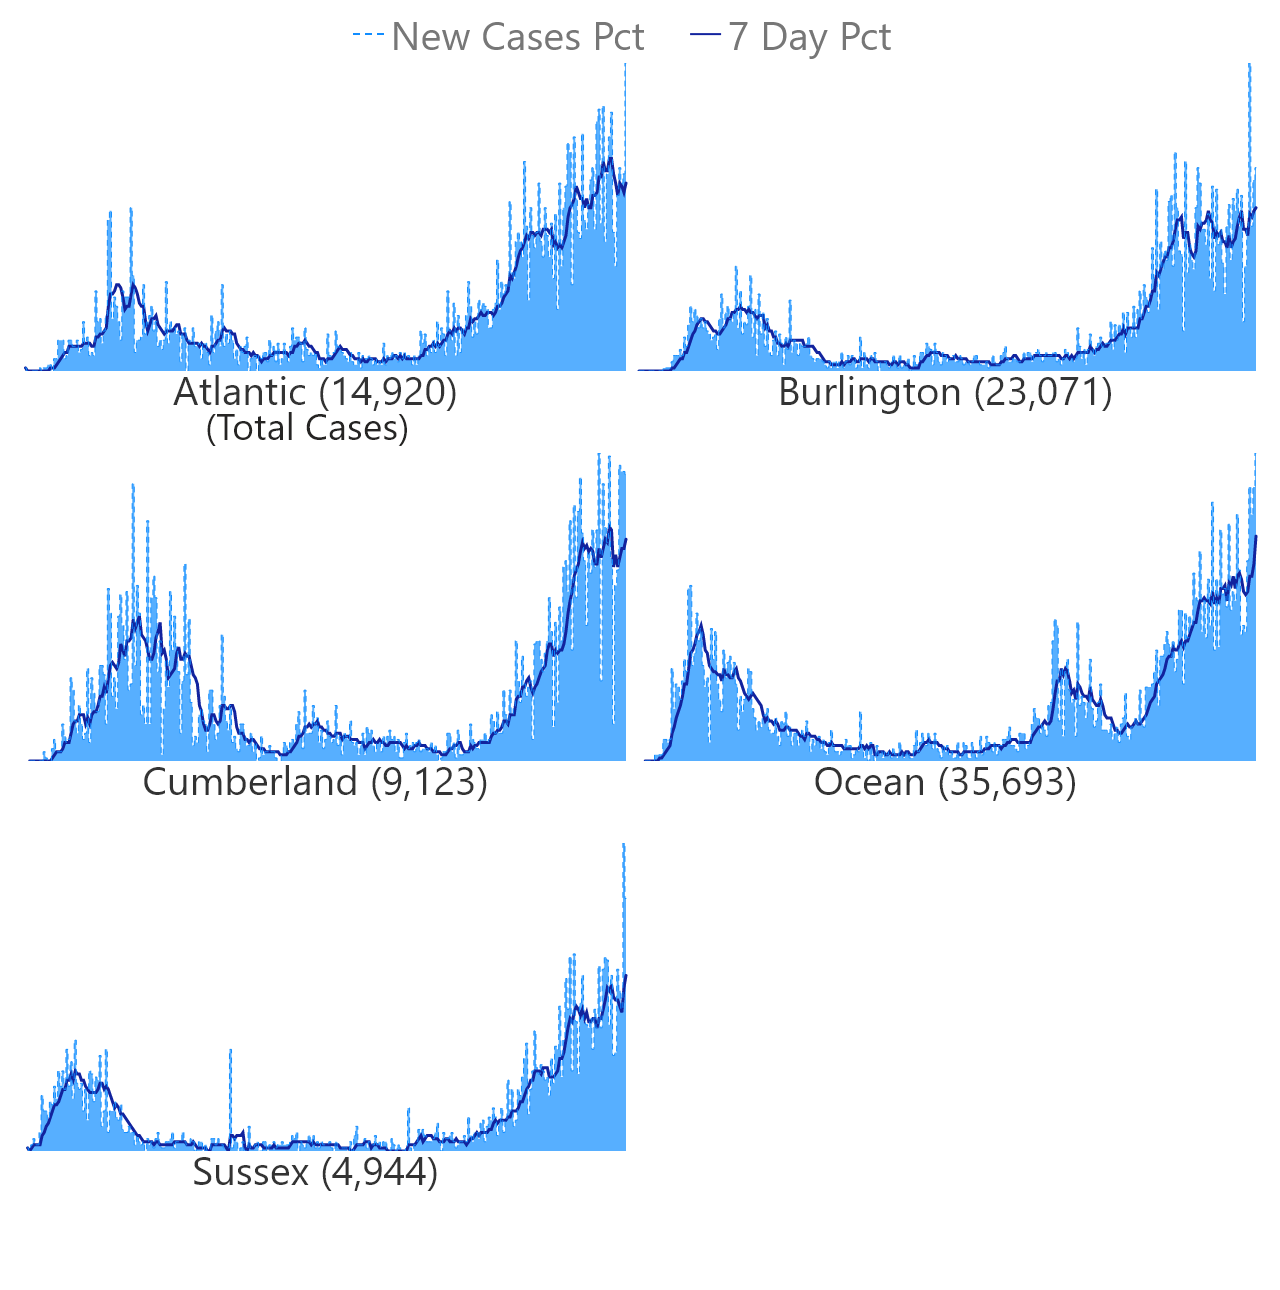 New Cases Pct 7 Day Pct
Atlantic (14,920)
(Total Cases)
Burlington (23,071)
Cumberland (9,123)
Ocean (35,693)
Sussex (4,944)